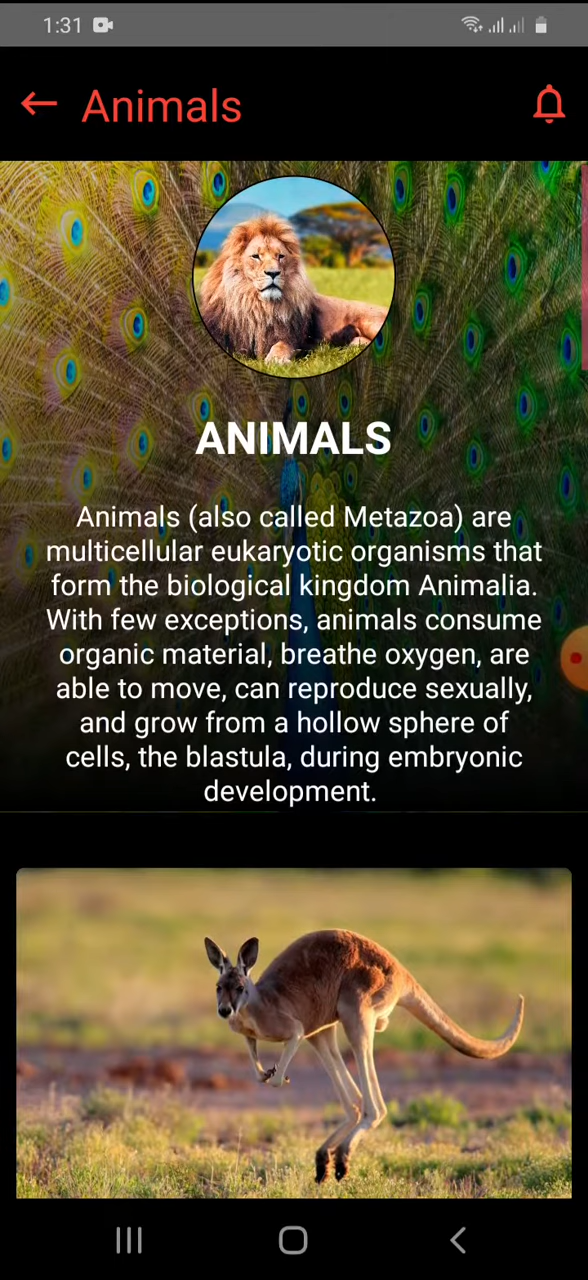 1:31
Animals
ANIMALS
Animals (also called Metazoa) are
multicellular eukaryotic organisms that
form the biological kingdom Animalia.
With few exceptions, animals consume
organic material, breathe oxygen, are
able to move, can reproduce sexually,
and grow from a hollow sphere of
cells, the blastula, during embryonic
development.